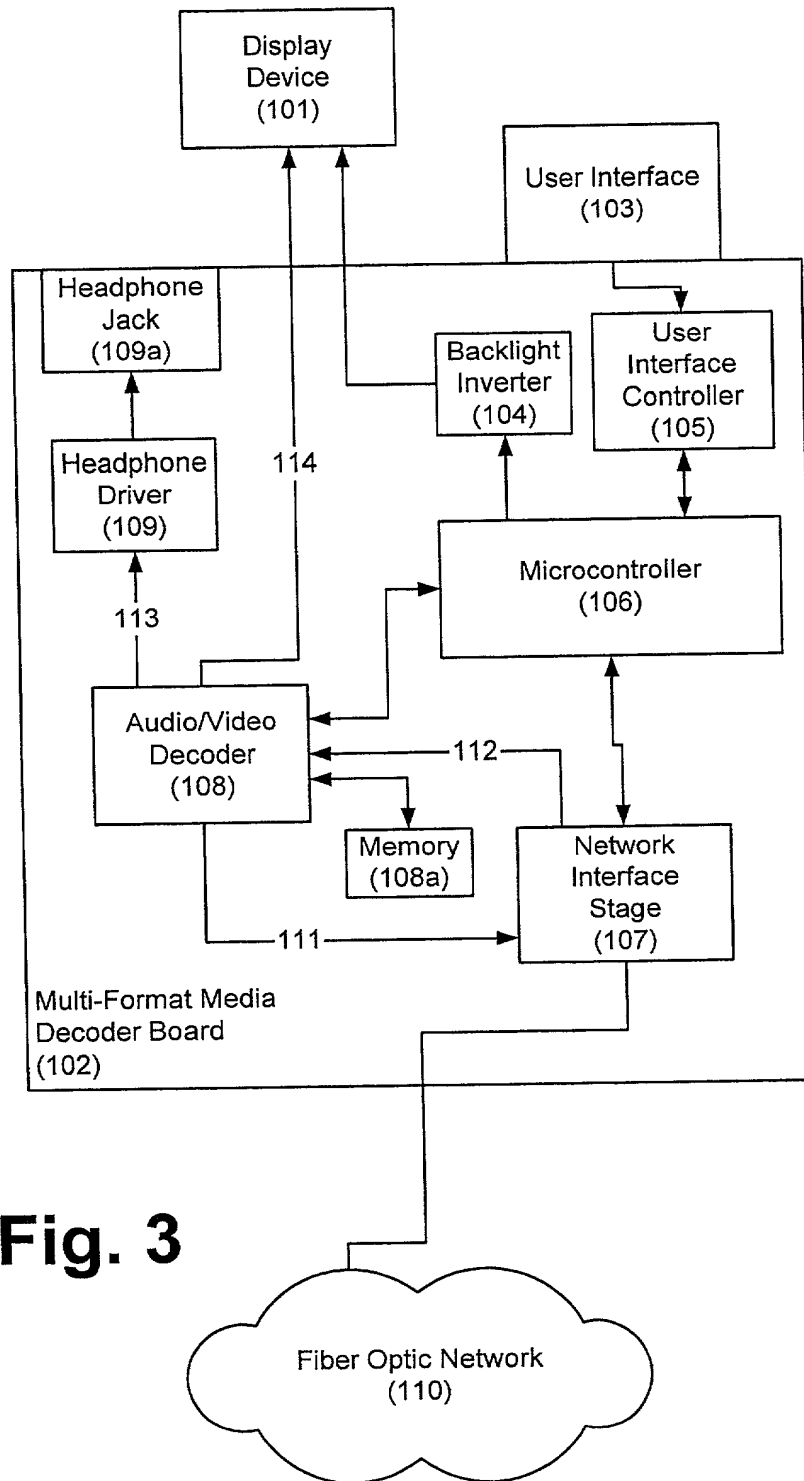 Display
Device
(101)
User Interface
(103)
Headphone
Jack
(109a)
Backlight
Inverter
(104)
User
Interface
Controller
(105)
Headphone
Driver
(109)
114
Microcontroller
(106)
113
Audio/Video
Decoder
(108)
112
Memory
(108a)
Network
Interface
Stage
(107)
111
Multi-Format Media
Decoder Board
(102)
Fig. 3
Fiber Optic Network
(110)